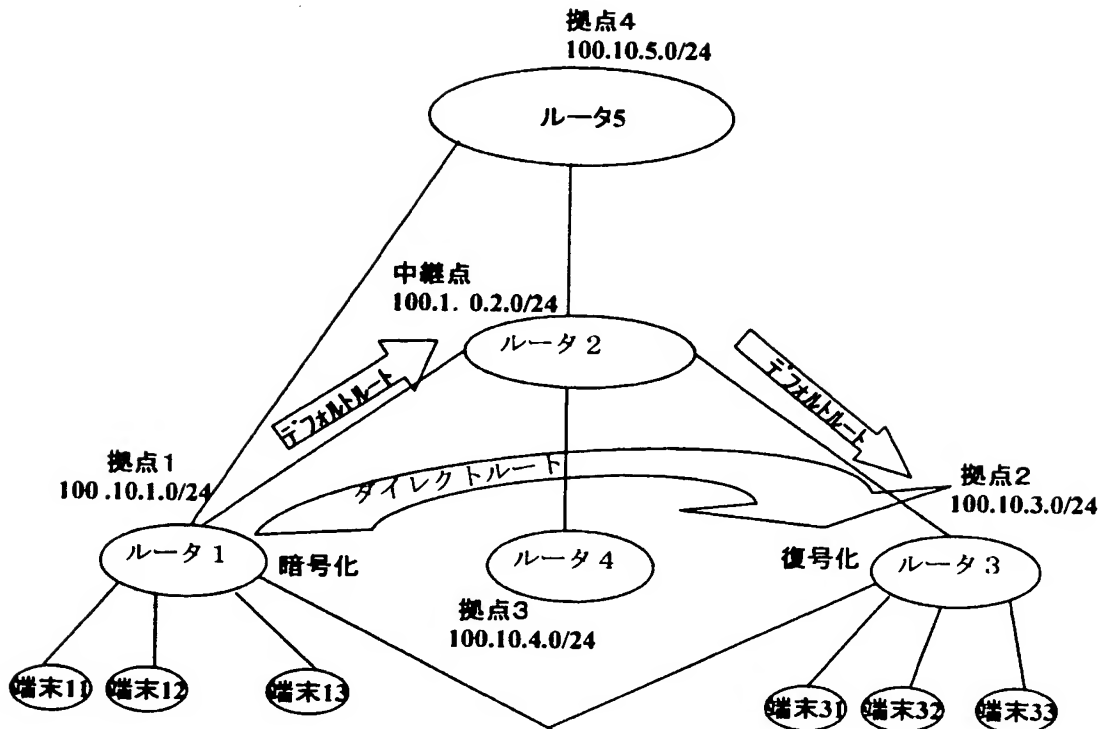 拠点4
100.10.5.0/24
ルータ5
中継点
100.1. 0.2.0/24
ルータ2
デフォルトルート
デフォルトルート
拠点1
100 .10.1.0/24
ダイレクトルート
拠点2
100.10.3.0/24
ルータ1
暗号化
ルータ4
復号化
ルータ3
拠点3
100.10.4.0/24
端末11
端末12
端末13
端末31
端末32
端末33